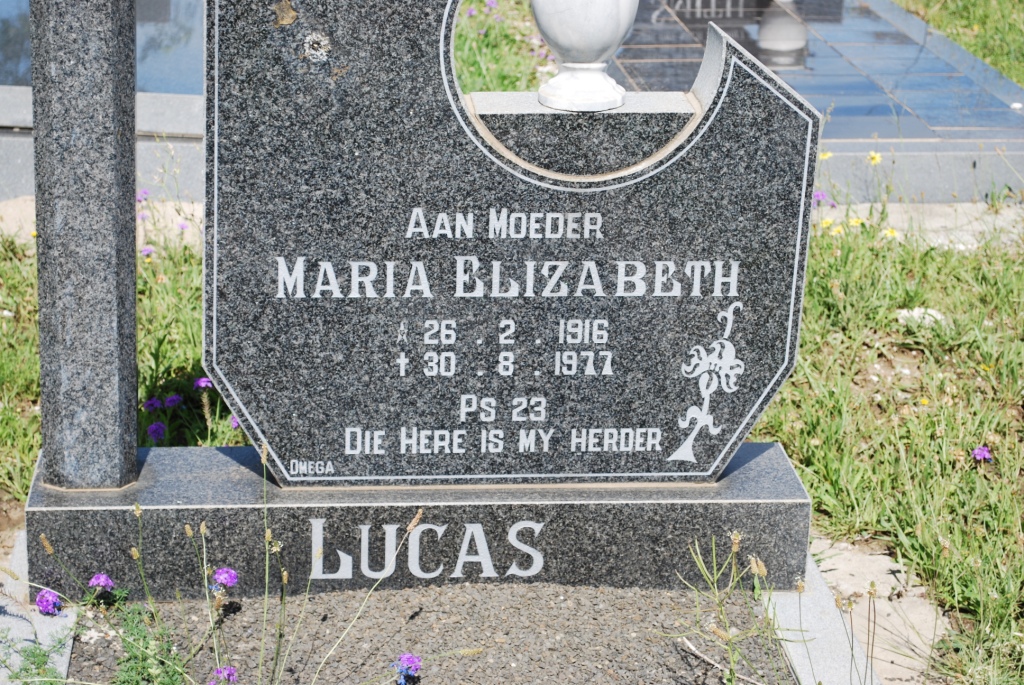 AAN MOEDER
MARIA ELIZABETH
26 . 2 . 1916
† 30 . 8 . 1977
PS 23
DIE HERE IS MY HERDER
OMEGA
LUCAS